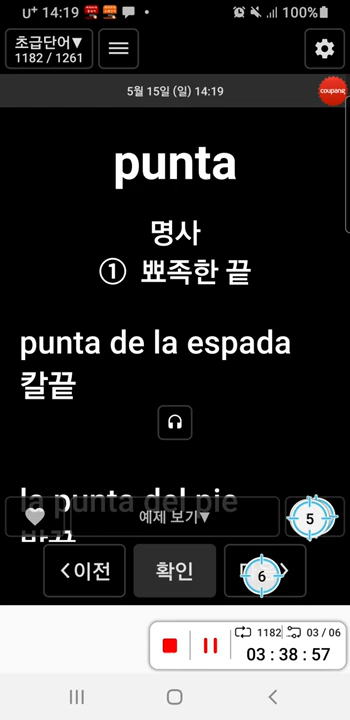 U+ 14:19 100%
초급단어▼
1182 / 1261
5월 15일 (일) 14:19
coupang
punta
명사
① 뾰족한 끝
punta de la espada
칼끝
la punta del pie
예제 보기▼
5
이전
확인
6
1182 03 / 06
03 : 38 : 57